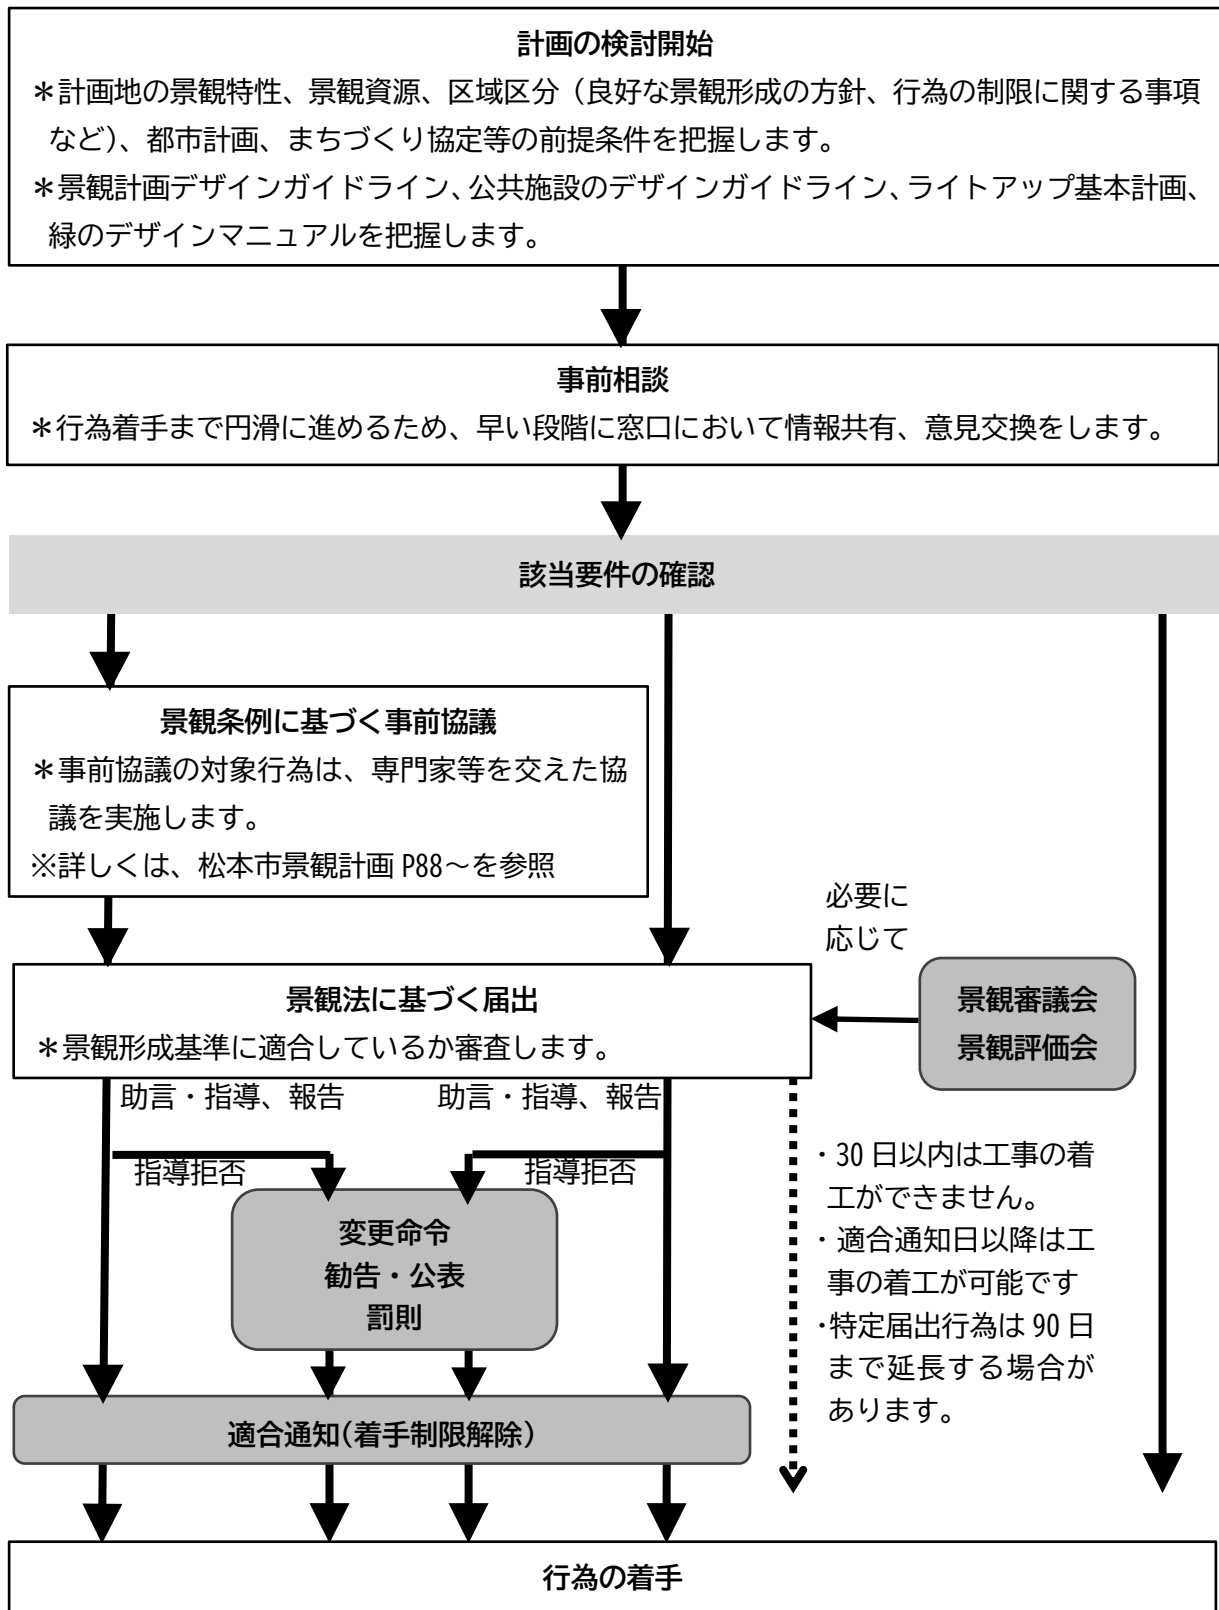 計画の検討開始
＊計画地の景観特性、景観資源、区域区分（良好な景観形成の方針、行為の制限に関する事項
など）、都市計画、まちづくり協定等の前提条件を把握します。
＊景観計画デザインガイドライン、公共施設のデザインガイドライン、ライトアップ基本計画、
緑のデザインマニュアルを把握します。
事前相談
＊行為着手まで円滑に進めるため、早い段階に窓口において情報共有、意見交換をします。
該当要件の確認
景観条例に基づく事前協議
＊事前協議の対象行為は、専門家等を交えた協
議を実施します。
※詳しくは、松本市景観計画 P88～を参照
必要に
応じて
景観法に基づく届出
＊景観形成基準に適合しているか審査します。
景観審議会
景観評価会
助言・指導、報告
助言・指導、報告
指導拒否
指導拒否
変更命令
勧告・公表
罰則
・30 日以内は工事の着
工ができません。
・適合通知日以降は工
事の着工が可能です
・特定届出行為は 90 日
まで延長する場合が
あります。
適合通知(着手制限解除)
行為の着手